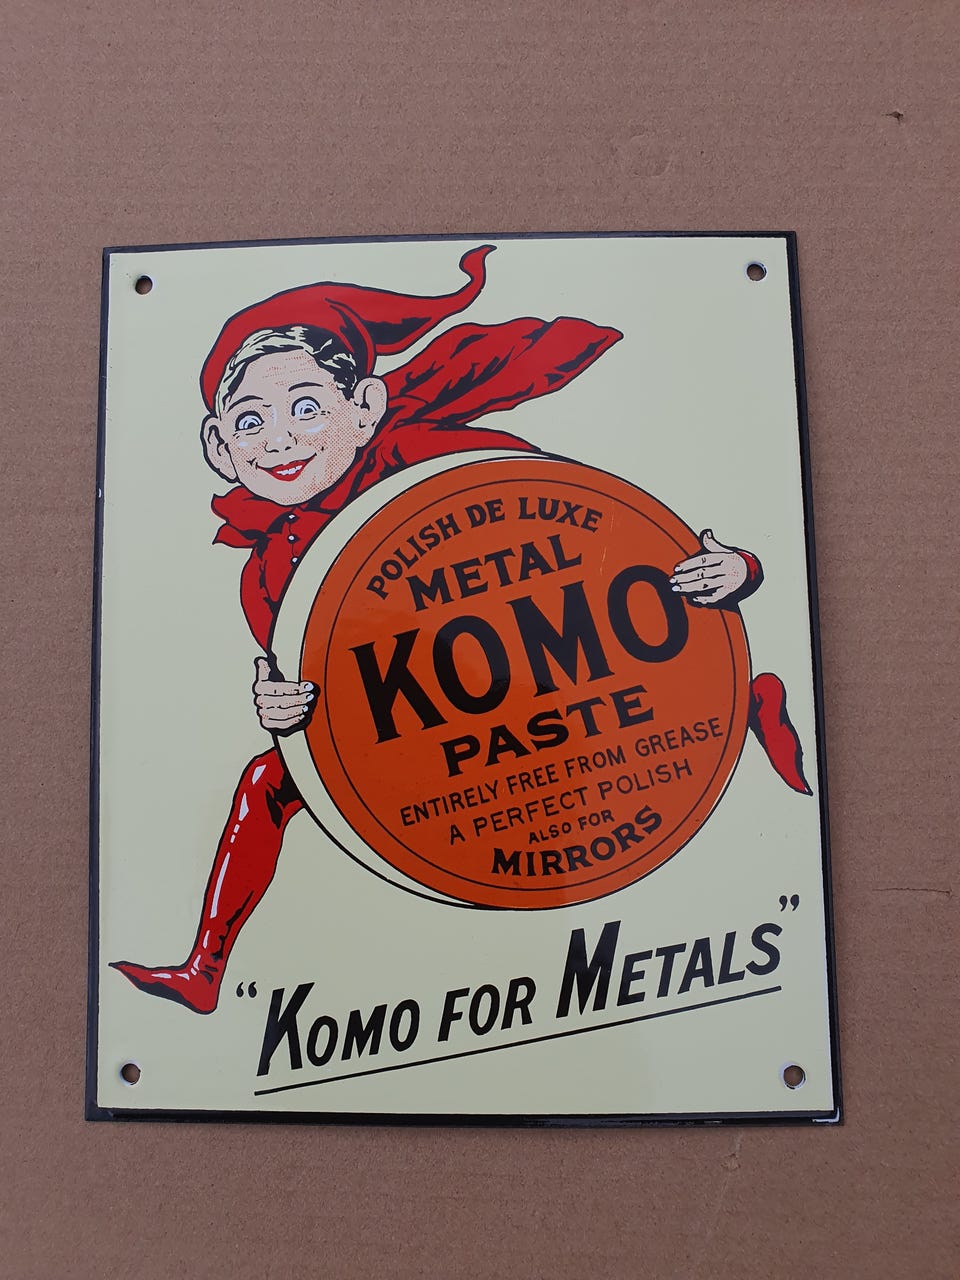 POLISH DE LUXE
METAL
KOMO
PASTE
ENTIRELY FREE FROM GREASE
A PERFECT POLISH
ALSO FOR
MIRRORS
“KOMO FOR METALS”